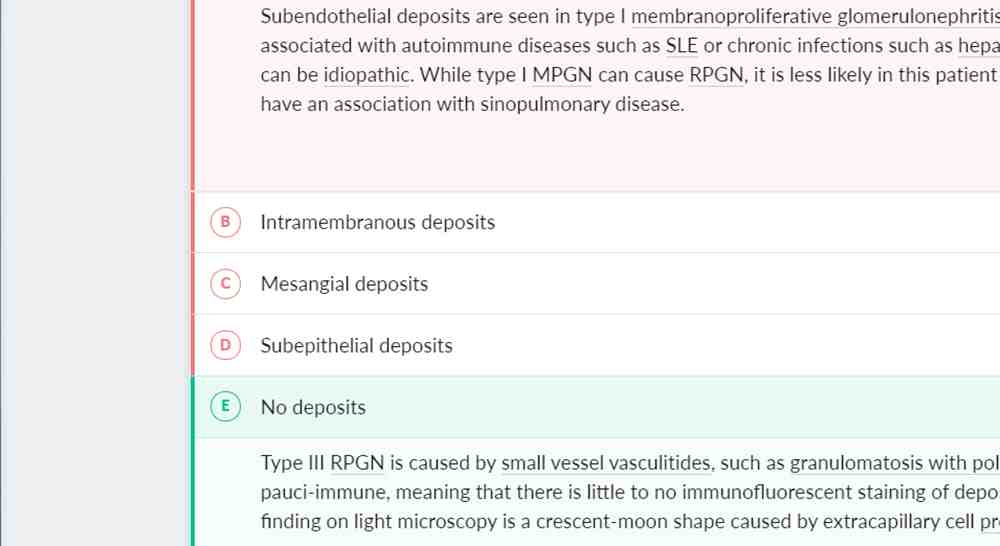 Subendothelial deposits are seen in type I membranoproliferative glomerulonephritis
associated with autoimmune diseases such as SLE or chronic infections such as
can be idiopathic. While type I MPGN can cause RPGN, it is less likely in this patient
have an association with sinopulmonary disease.
B Intramembranous deposits
C Mesangial deposits
D Subepithelial deposits
E No deposits
Type III RPGN is caused by small vessel vasculitides, such as granulomatosis with
pauci-immune, meaning that there is little to no immunofluorescent staining of
finding on light microscopy is a crescent-moon shape caused by extracapillary cell